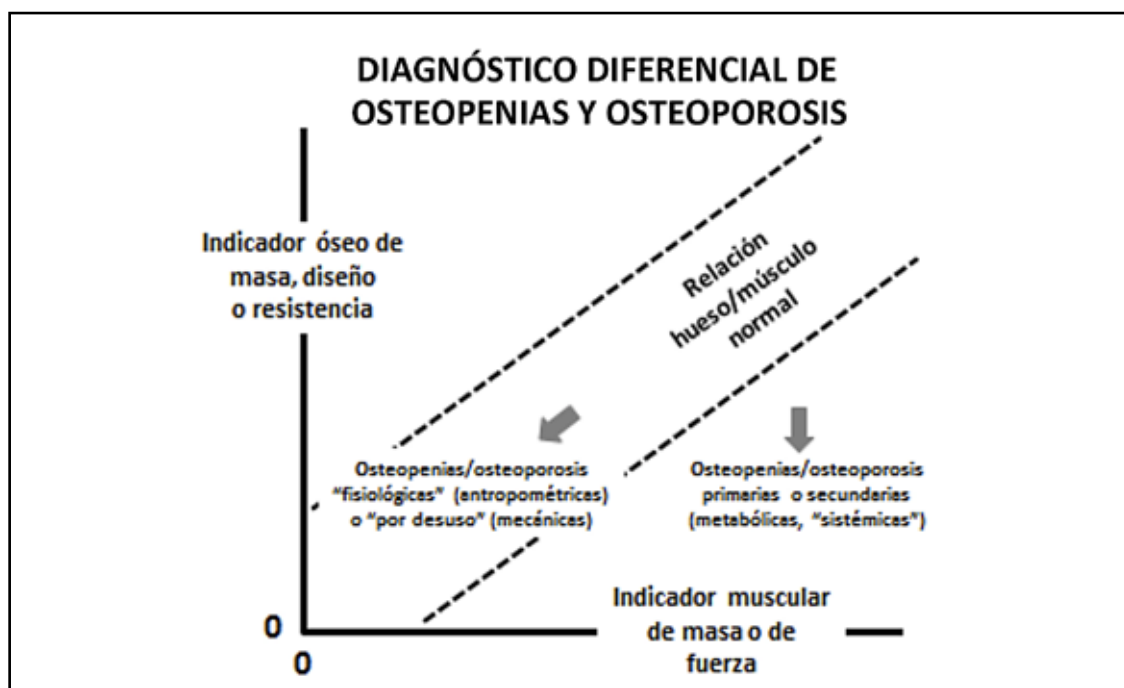 DIAGNÓSTICO DIFERENCIAL DE
OSTEOPENIAS Y OSTEOPOROSIS
Indicador óseo de
masa, diseño
o resistencia
Relación
hueso/músculo
normal
Osteopenias/osteoporosis
"fisiológicas" (antropométricas)
o "por desuso" (mecánicas)
Osteopenias/osteoporosis
primarias o secundarias
(metabólicas, "sistémicas")
0
0
Indicador muscular
de masa o de
fuerza